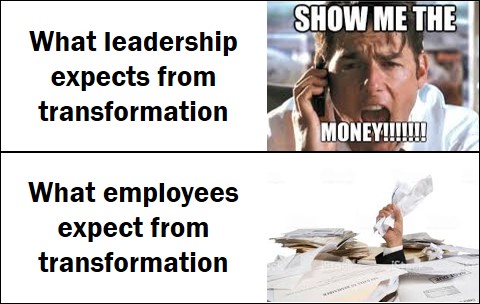 What leadership
expects from
transformation
SHOW ME THE
MONEY!!!!!!!
What employees
expect from
transformation